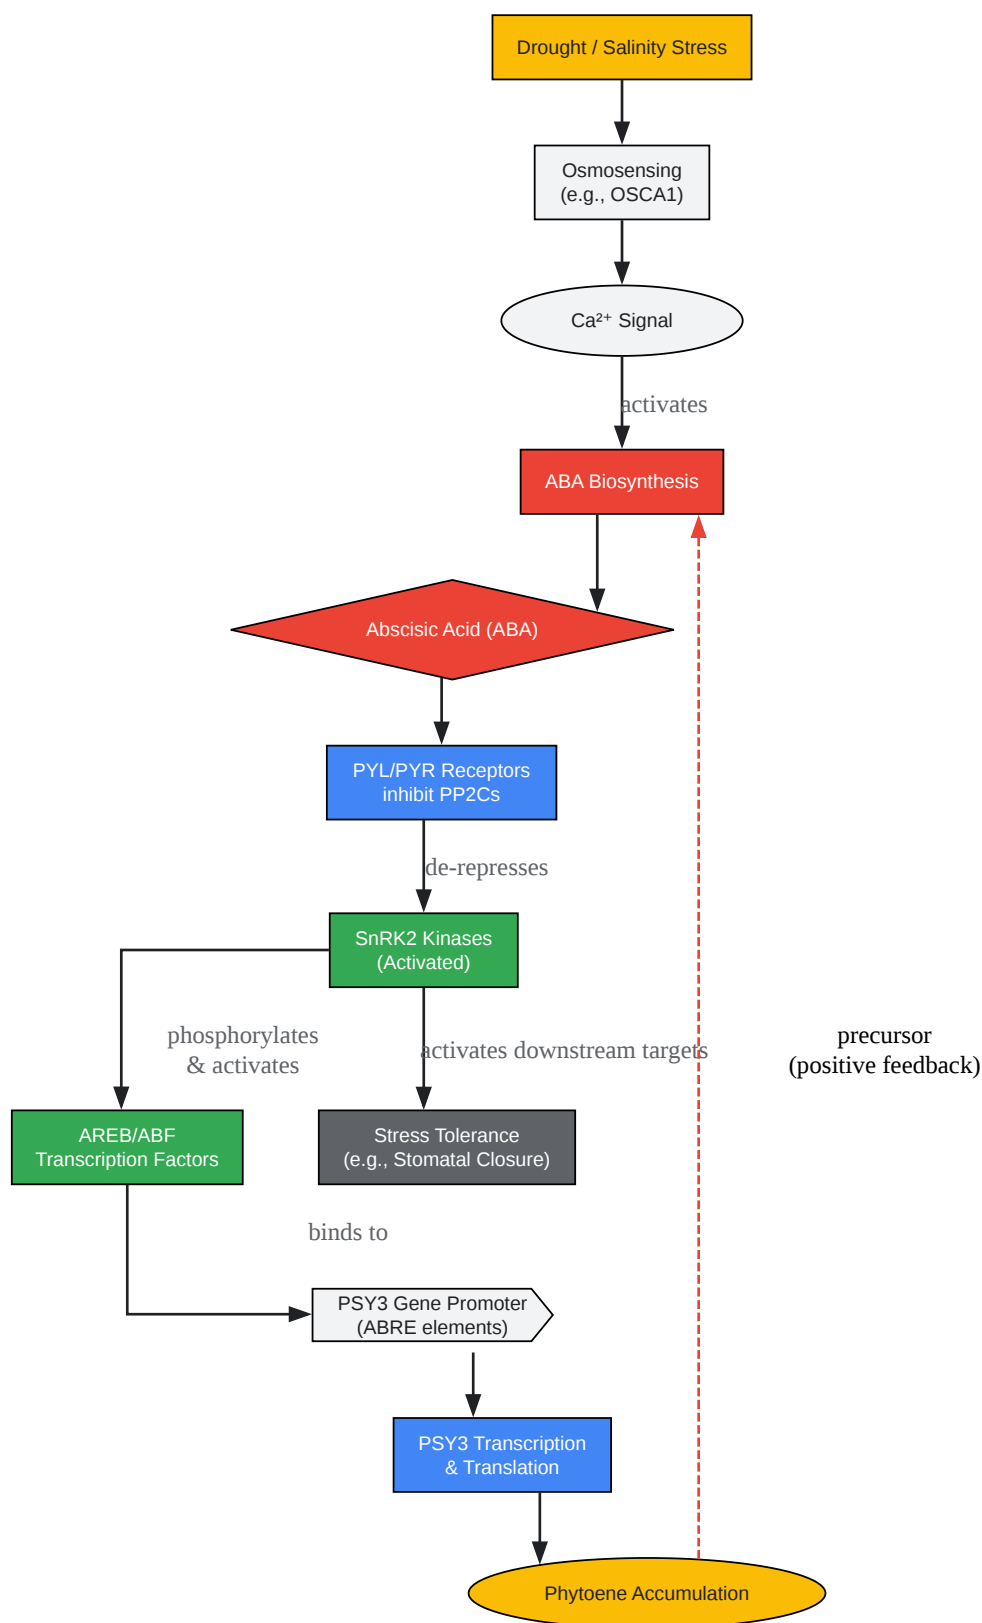 Drought / Salinity Stress
Osmosensing
(e.g., OSCA1)
Ca²⁺ Signal
activates
ABA Biosynthesis
Abscisic Acid (ABA)
PYL/PYR Receptors
inhibit PP2Cs
de-represses
SnRK2 Kinases
(Activated)
phosphorylates
& activates
activates downstream targets
precursor
(positive feedback)
AREB/ABF
Transcription Factors
Stress Tolerance
(e.g., Stomatal Closure)
binds to
PSY3 Gene Promoter
(ABRE elements)
PSY3 Transcription
& Translation
Phytoene Accumulation